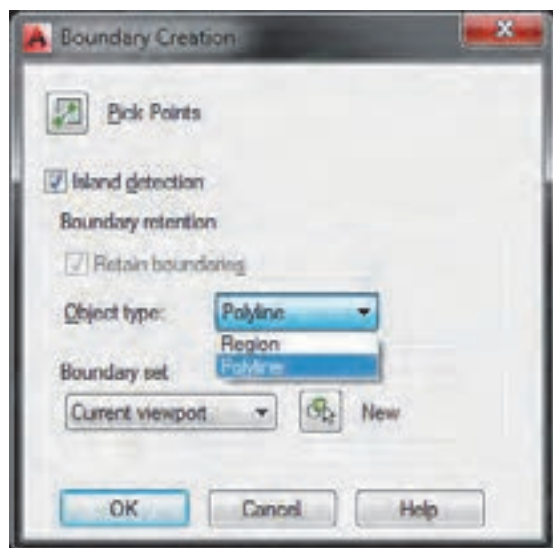 Boundary Creation
Pick Points
Island detection
Boundary retention
Retain boundaries
Object type: Polyline
Region
Polyline
Boundary set
Current viewport New
OK Cancel Help